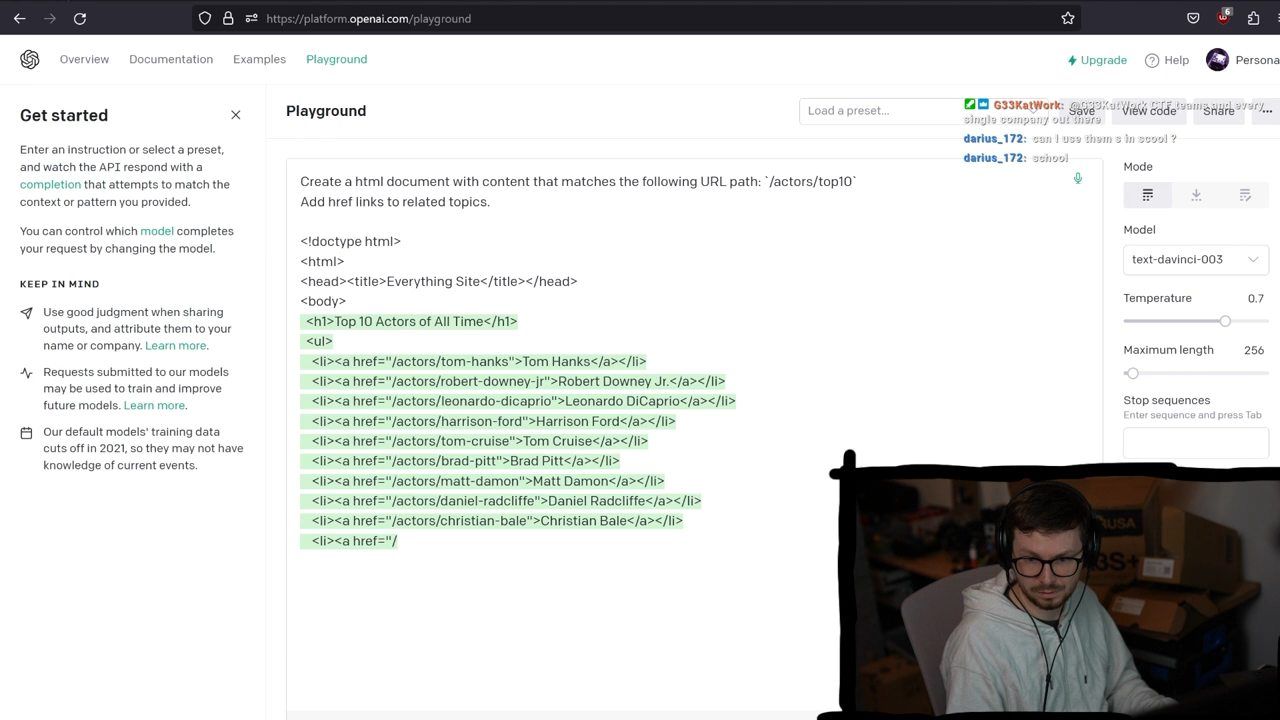 https://platform.openai.com/playground
6
Overview
Documentation
Examples
Playground
Upgrade
Help
Persona
Get started
Enter an instruction or select a preset,
and watch the API respond with a
completion that attempts to match the
context or pattern you provided.
You can control which model completes
your request by changing the model.
KEEP IN MIND
Use good judgment when sharing
outputs, and attribute them to your
name or company. Learn more.
Requests submitted to our models
may be used to train and improve
future models. Learn more.
Our default models' training data
cuts off in 2021, so they may not have
knowledge of current events.
Playground
Load a preset...
Save
View code
Share
...
G33KatWork: @G33KatWork CTF teams and every
single company out there
darius_172: can I use them s in scool ?
darius_172: school
Create a html document with content that matches the following URL path: `/actors/top10`
Add href links to related topics.
<!doctype html>
<html>
<head><title>Everything Site</title></head>
<body>
<h1>Top 10 Actors of All Time</h1>
<ul>
<li><a href="/actors/tom-hanks">Tom Hanks</a></li>
<li><a href="/actors/robert-downey-jr">Robert Downey Jr.</a></li>
<li><a href="/actors/leonardo-dicaprio">Leonardo DiCaprio</a></li>
<li><a href="/actors/harrison-ford">Harrison Ford</a></li>
<li><a href="/actors/tom-cruise">Tom Cruise</a></li>
<li><a href="/actors/brad-pitt">Brad Pitt</a></li>
<li><a href="/actors/matt-damon">Matt Damon</a></li>
<li><a href="/actors/daniel-radcliffe">Daniel Radcliffe</a></li>
<li><a href="/actors/christian-bale">Christian Bale</a></li>
<li><a href="/
Mode
Model
text-davinci-003
Temperature 0.7
Maximum length 256
Stop sequences
Enter sequence and press Tab